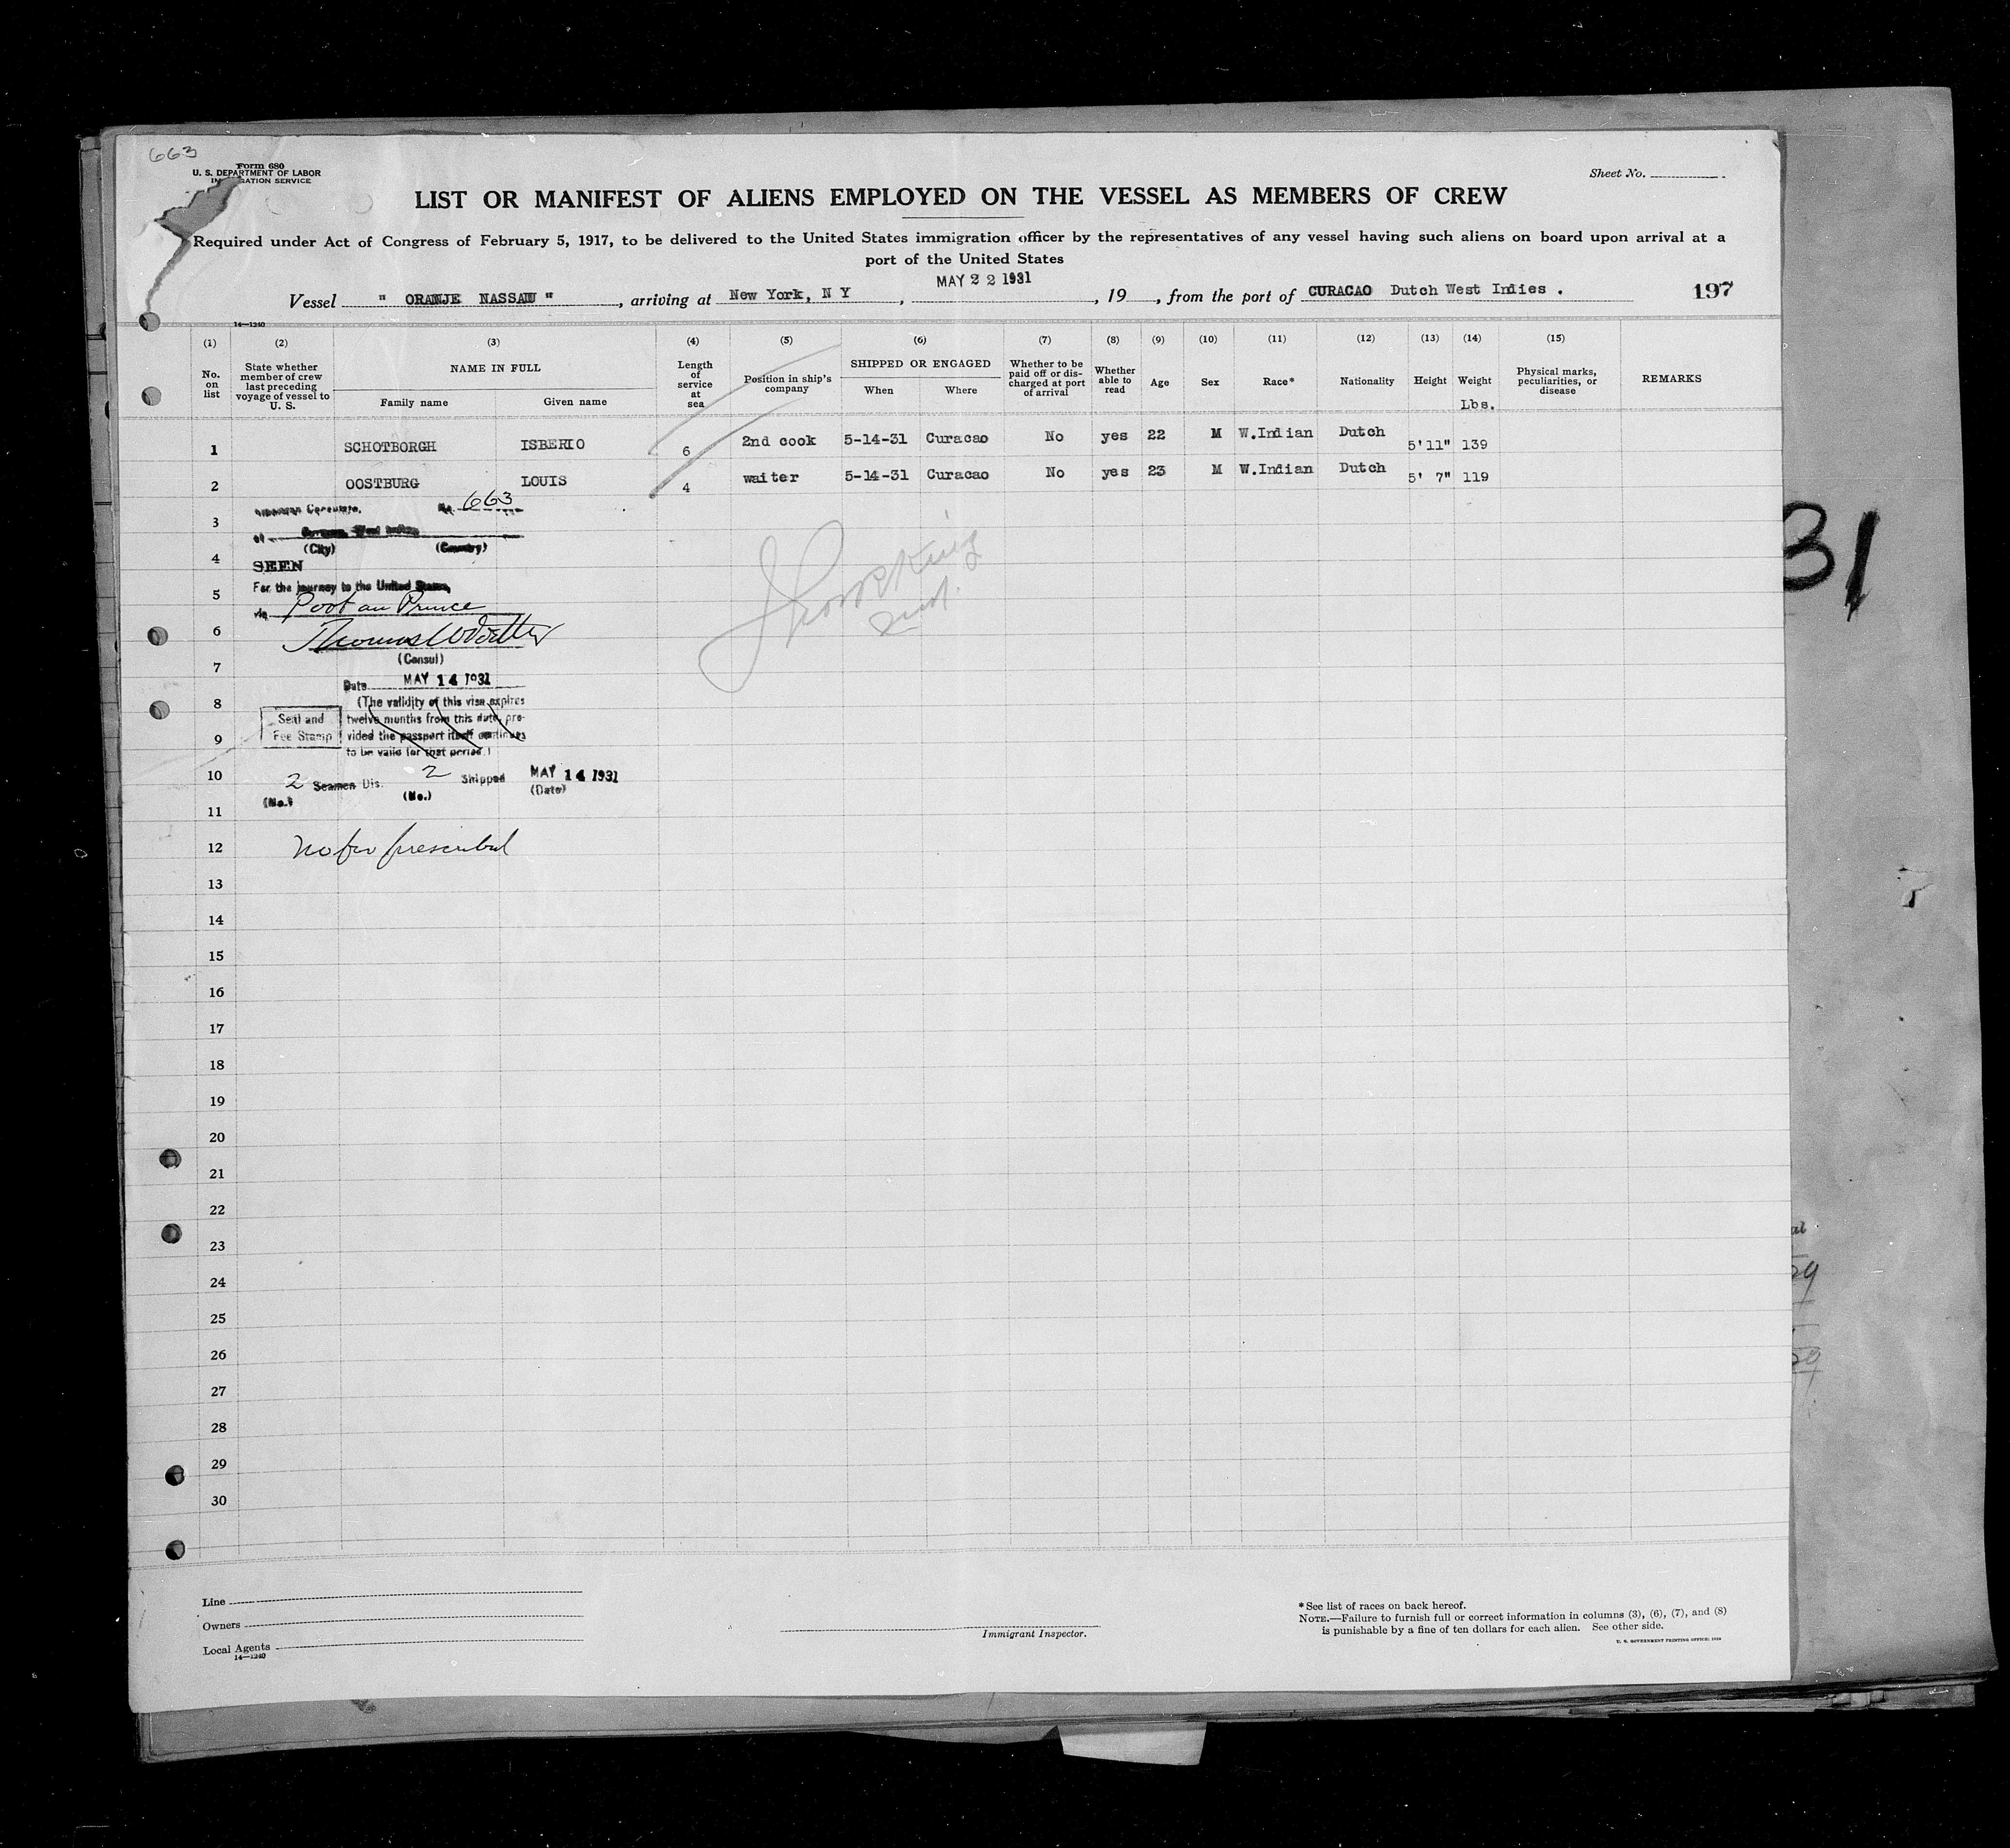 663
Form 680
U. S. DEPARTMENT OF LABOR
IMMIGRATION SERVICE
Sheet No.
LIST OR MANIFEST OF ALIENS EMPLOYED ON THE VESSEL AS MEMBERS OF CREW
Required under Act of Congress of February 5, 1917, to be delivered to the United States immigration officer by the representatives of any vessel having such aliens on board upon arrival at a
port of the United States
Vessel " ORANJE NASSAU ", arriving at New York, N Y, MAY 22 1931, 19 , from the port of CURACAO Dutch West Indies . 197
14—1240
(1) (2) (3) (4) (5) (6) (7) (8) (9) (10) (11) (12) (13) (14) (15)
No. on list
State whether member of crew last preceding voyage of vessel to U. S.
NAME IN FULL
Family name Given name
Length of service at sea
Position in ship's company
SHIPPED OR ENGAGED
When Where
Whether to be paid off or discharged at port of arrival
Whether able to read
Age
Sex
Race*
Nationality
Height
Weight
Lbs.
Physical marks, peculiarities, or disease
REMARKS
1 SCHOTBORGH ISBERIO 6 2nd cook 5-14-31 Curacao No yes 22 M W.Indian Dutch 5'11" 139
2 OOSTBURG LOUIS 4 waiter 5-14-31 Curacao No yes 23 M W.Indian Dutch 5' 7" 119
3
No. 663
(City) (Country)
4
SEEN
For the journey to the United States,
5
via Port au Prince
6
(Consul)
7
Date MAY 14 1931
8
(The validity of this visa expires
Seal and Fee Stamp
twelve months from this date, pro-
9
vided the passport itself continues
to be valid for that period.)
10
2 Seamen Dis. 2 Shipped MAY 14 1931
(No.) (No.) (Date)
11
12
No fee prescribed
13
14
15
16
17
18
19
20
21
22
23
24
25
26
27
28
29
30
31
Line
Owners
Local Agents
14—1240
Immigrant Inspector.
* See list of races on back hereof.
NOTE.—Failure to furnish full or correct information in columns (3), (6), (7), and (8)
is punishable by a fine of ten dollars for each alien. See other side.